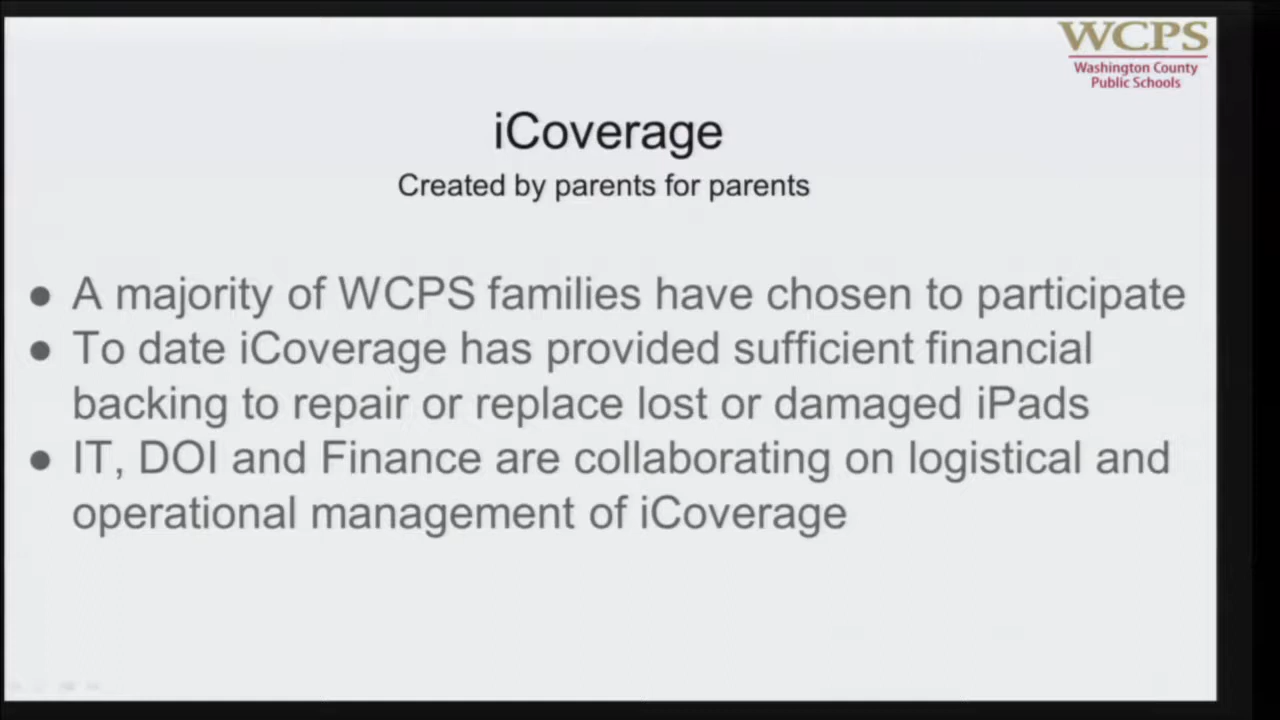 WCPS
Washington County
Public Schools
iCoverage
Created by parents for parents
● A majority of WCPS families have chosen to participate
● To date iCoverage has provided sufficient financial
backing to repair or replace lost or damaged iPads
● IT, DOI and Finance are collaborating on logistical and
operational management of iCoverage